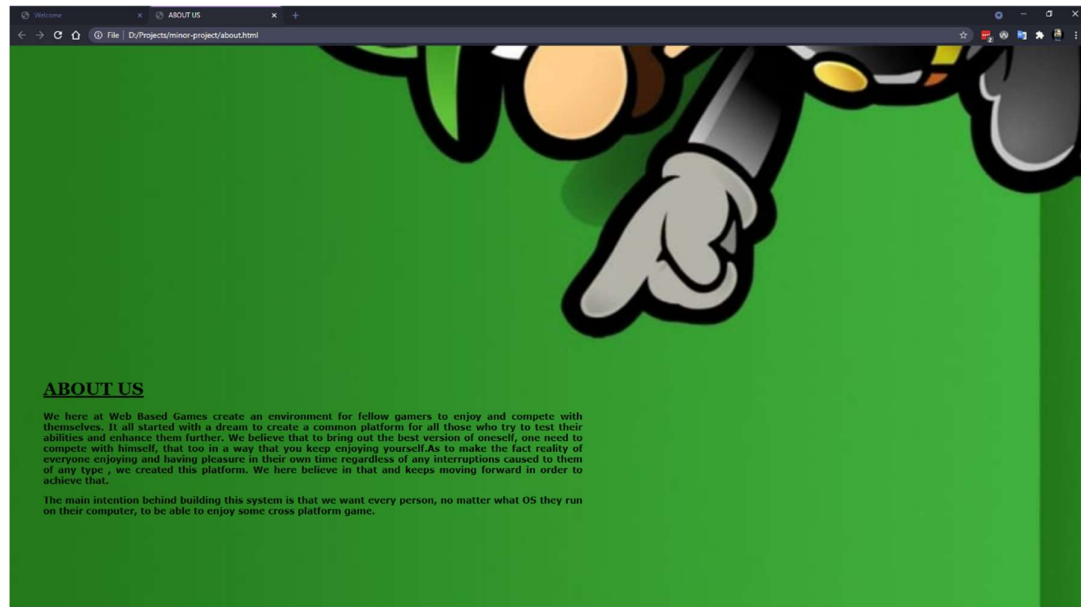 Welcome
ABOUT US
File | D:/Projects/minor-project/about.html
ABOUT US
We here at Web Based Games create an environment for fellow gamers to enjoy and compete with
themselves. It all started with a dream to create a common platform for all those who try to test their
abilities and enhance them further. We believe that to bring out the best version of oneself, one need to
compete with himself, that too in a way that you keep enjoying yourself.As to make the fact reality of
everyone enjoying and having pleasure in their own time regardless of any interruptions caused to them
of any type , we created this platform. We here believe in that and keeps moving forward in order to
achieve that.
The main intention behind building this system is that we want every person, no matter what OS they run
on their computer, to be able to enjoy some cross platform game.